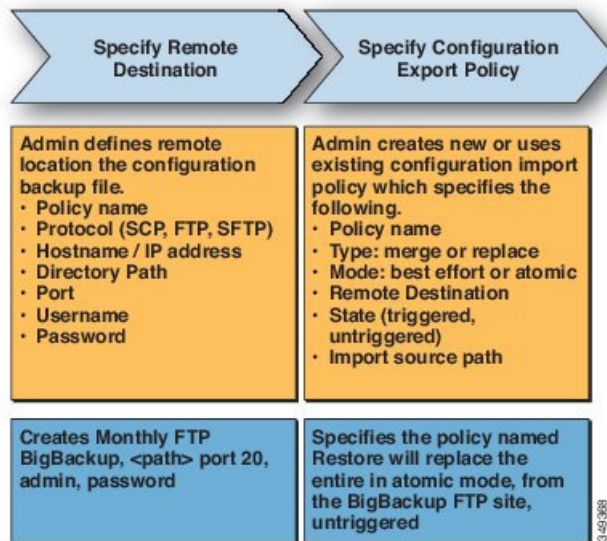 Specify Remote
Destination
Specify Configuration
Export Policy
Admin defines remote
location the configuration
backup file.
• Policy name
• Protocol (SCP, FTP, SFTP)
• Hostname / IP address
• Directory Path
• Port
• Username
• Password
Admin creates new or uses
existing configuration import
policy which specifies the
following.
• Policy name
• Type: merge or replace
• Mode: best effort or atomic
• Remote Destination
• State (triggered,
untriggered)
• Import source path
Creates Monthly FTP
BigBackup, <path> port 20,
admin, password
Specifies the policy named
Restore will replace the
entire in atomic mode, from
the BigBackup FTP site,
untriggered
349368